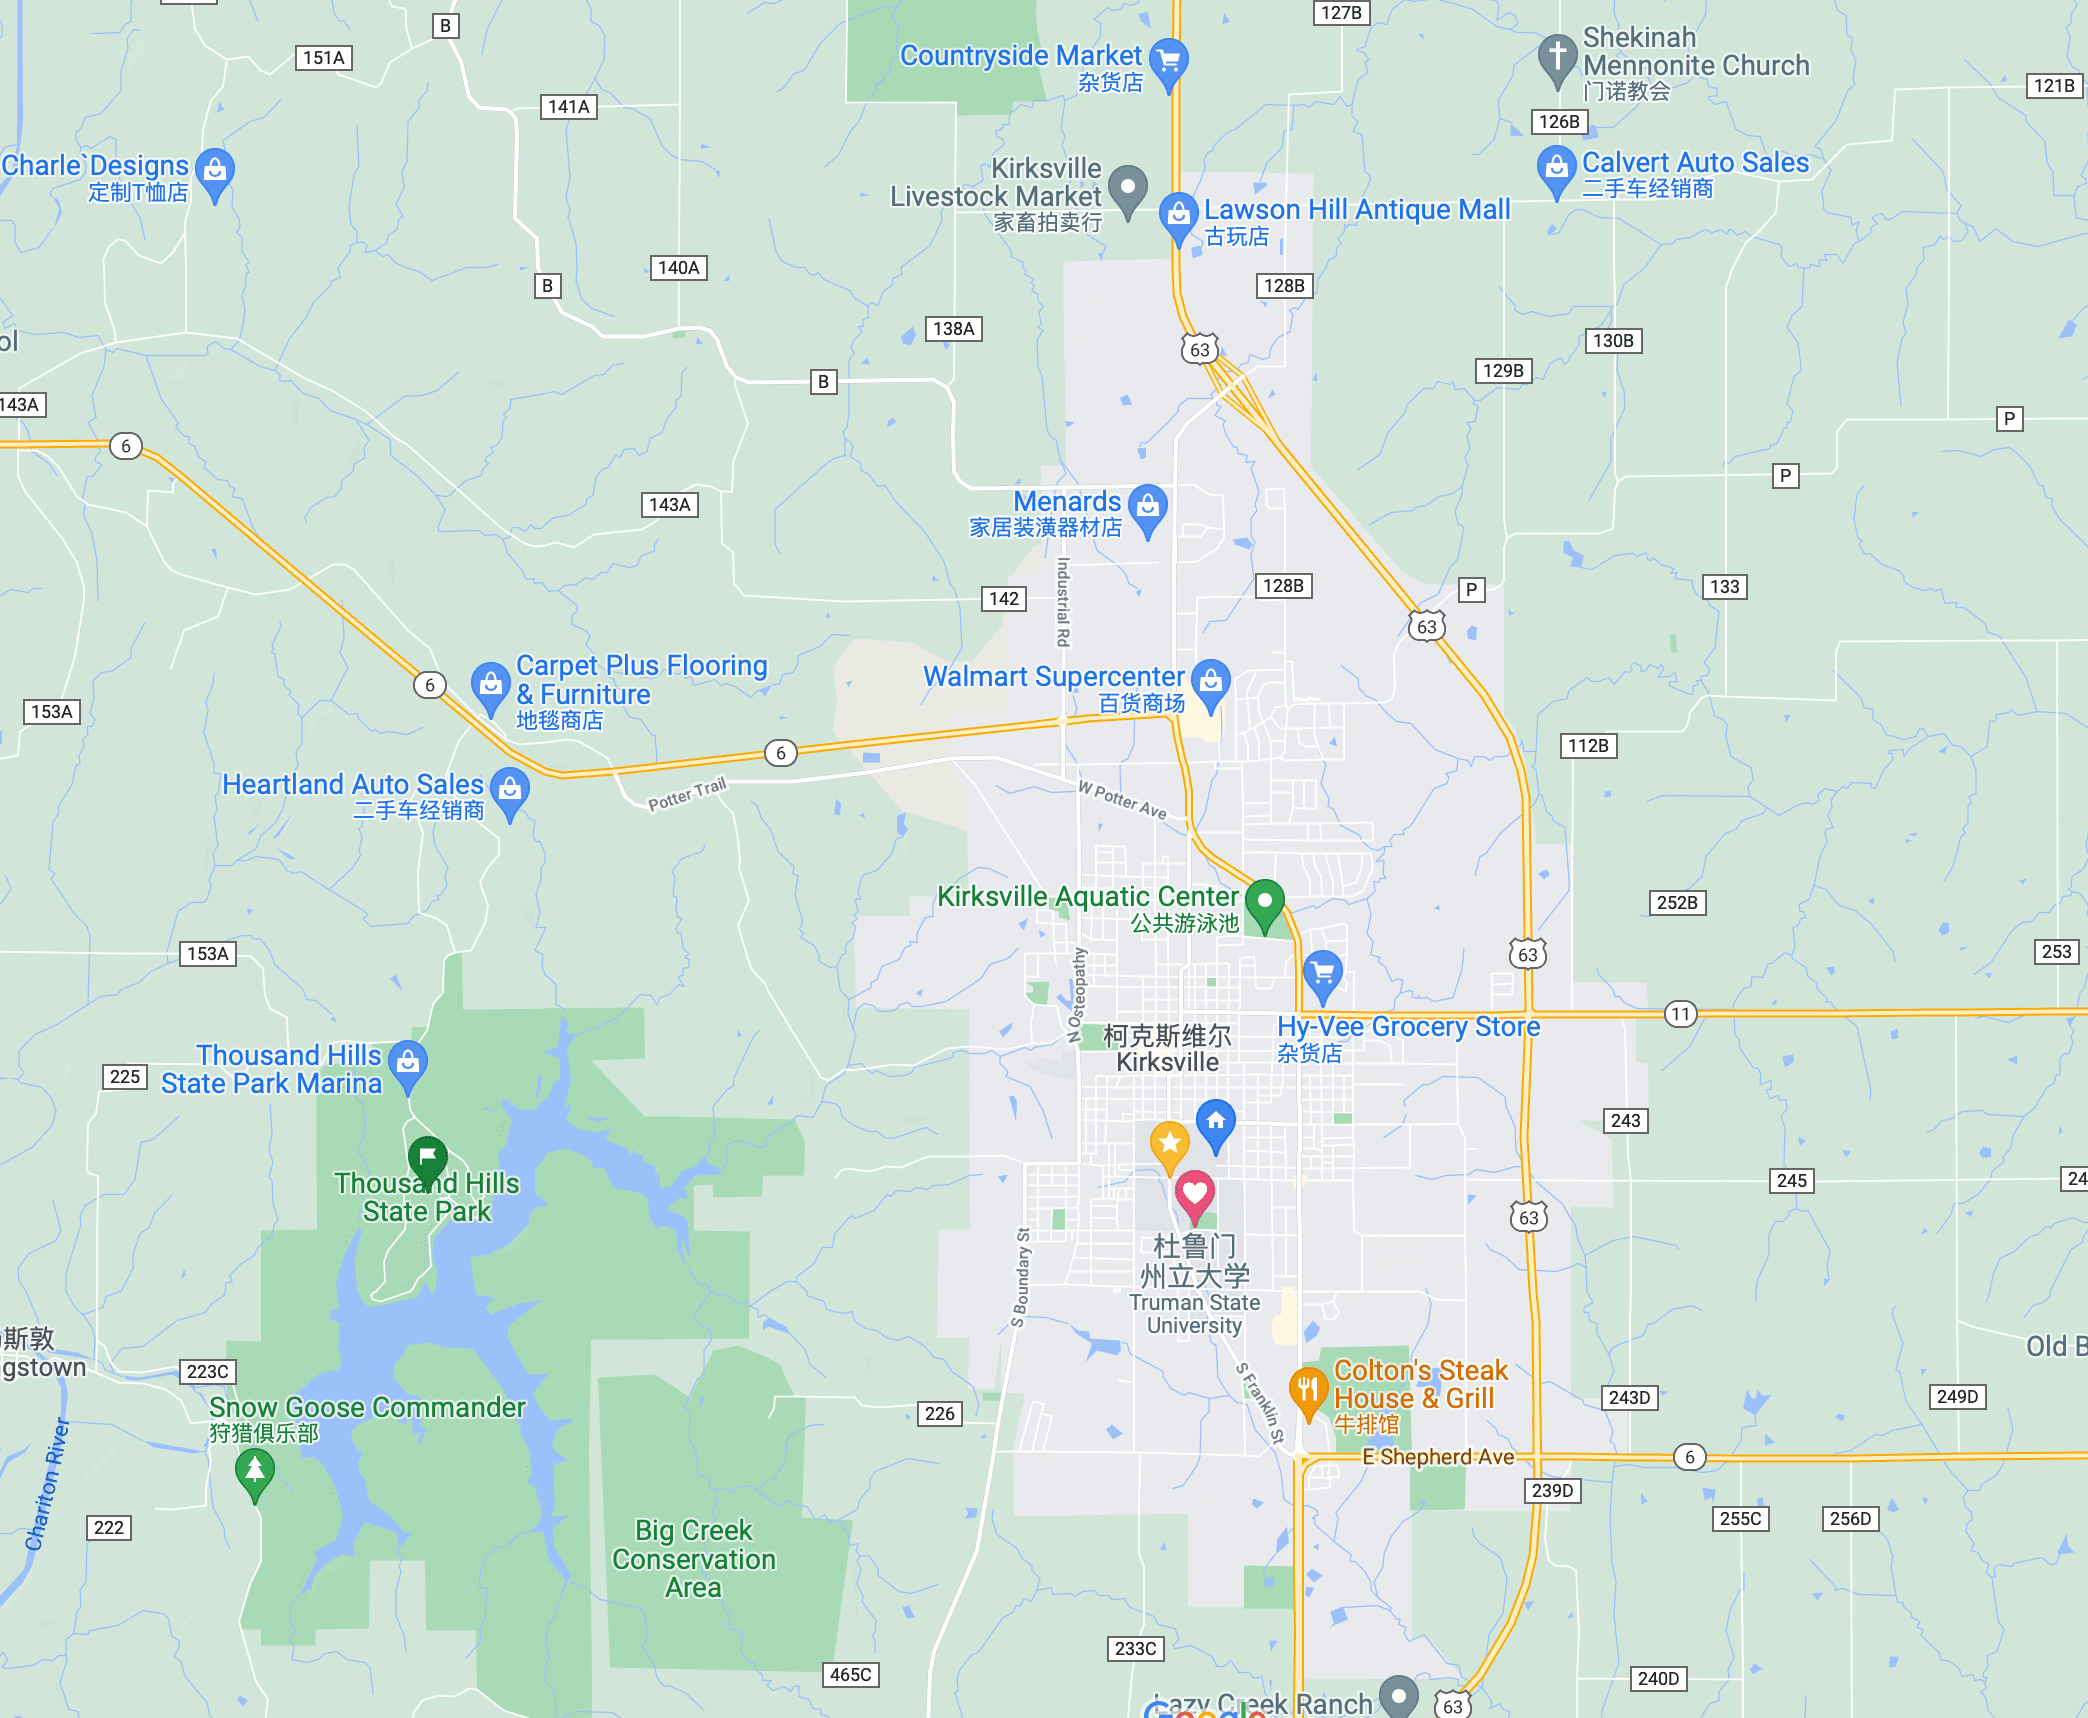 B
127B
151A
Countryside Market
杂货店
Shekinah
Mennonite Church
门诺教会
121B
141A
126B
Charle`Designs
定制T恤店
Kirksville
Livestock Market
家畜拍卖行
Calvert Auto Sales
二手车经销商
Lawson Hill Antique Mall
古玩店
140A
B
128B
138A
ol
63
130B
129B
B
143A
P
6
P
143A
Menards
家居装潢器材店
Industrial Rd
142
128B
P
133
63
Carpet Plus Flooring
& Furniture
地毯商店
6
Walmart Supercenter
百货商场
153A
6
112B
Heartland Auto Sales
二手车经销商
Potter Trail
W Potter Ave
Kirksville Aquatic Center
公共游泳池
252B
153A
63
253
N Osteopathy
11
Hy-Vee Grocery Store
杂货店
柯克斯维尔
Kirksville
Thousand Hills
State Park Marina
225
243
Thousand Hills
State Park
245
24
63
S Boundary St
杜鲁门
州立大学
Truman State
University
斯敦
gstown
Old B
223C
S Franklin St
Colton's Steak
House & Grill
牛排馆
243D
249D
Snow Goose Commander
狩猎俱乐部
226
Chariton River
E Shepherd Ave
6
239D
222
255C
256D
Big Creek
Conservation
Area
233C
465C
240D
Lazy Creek Ranch
63
Google